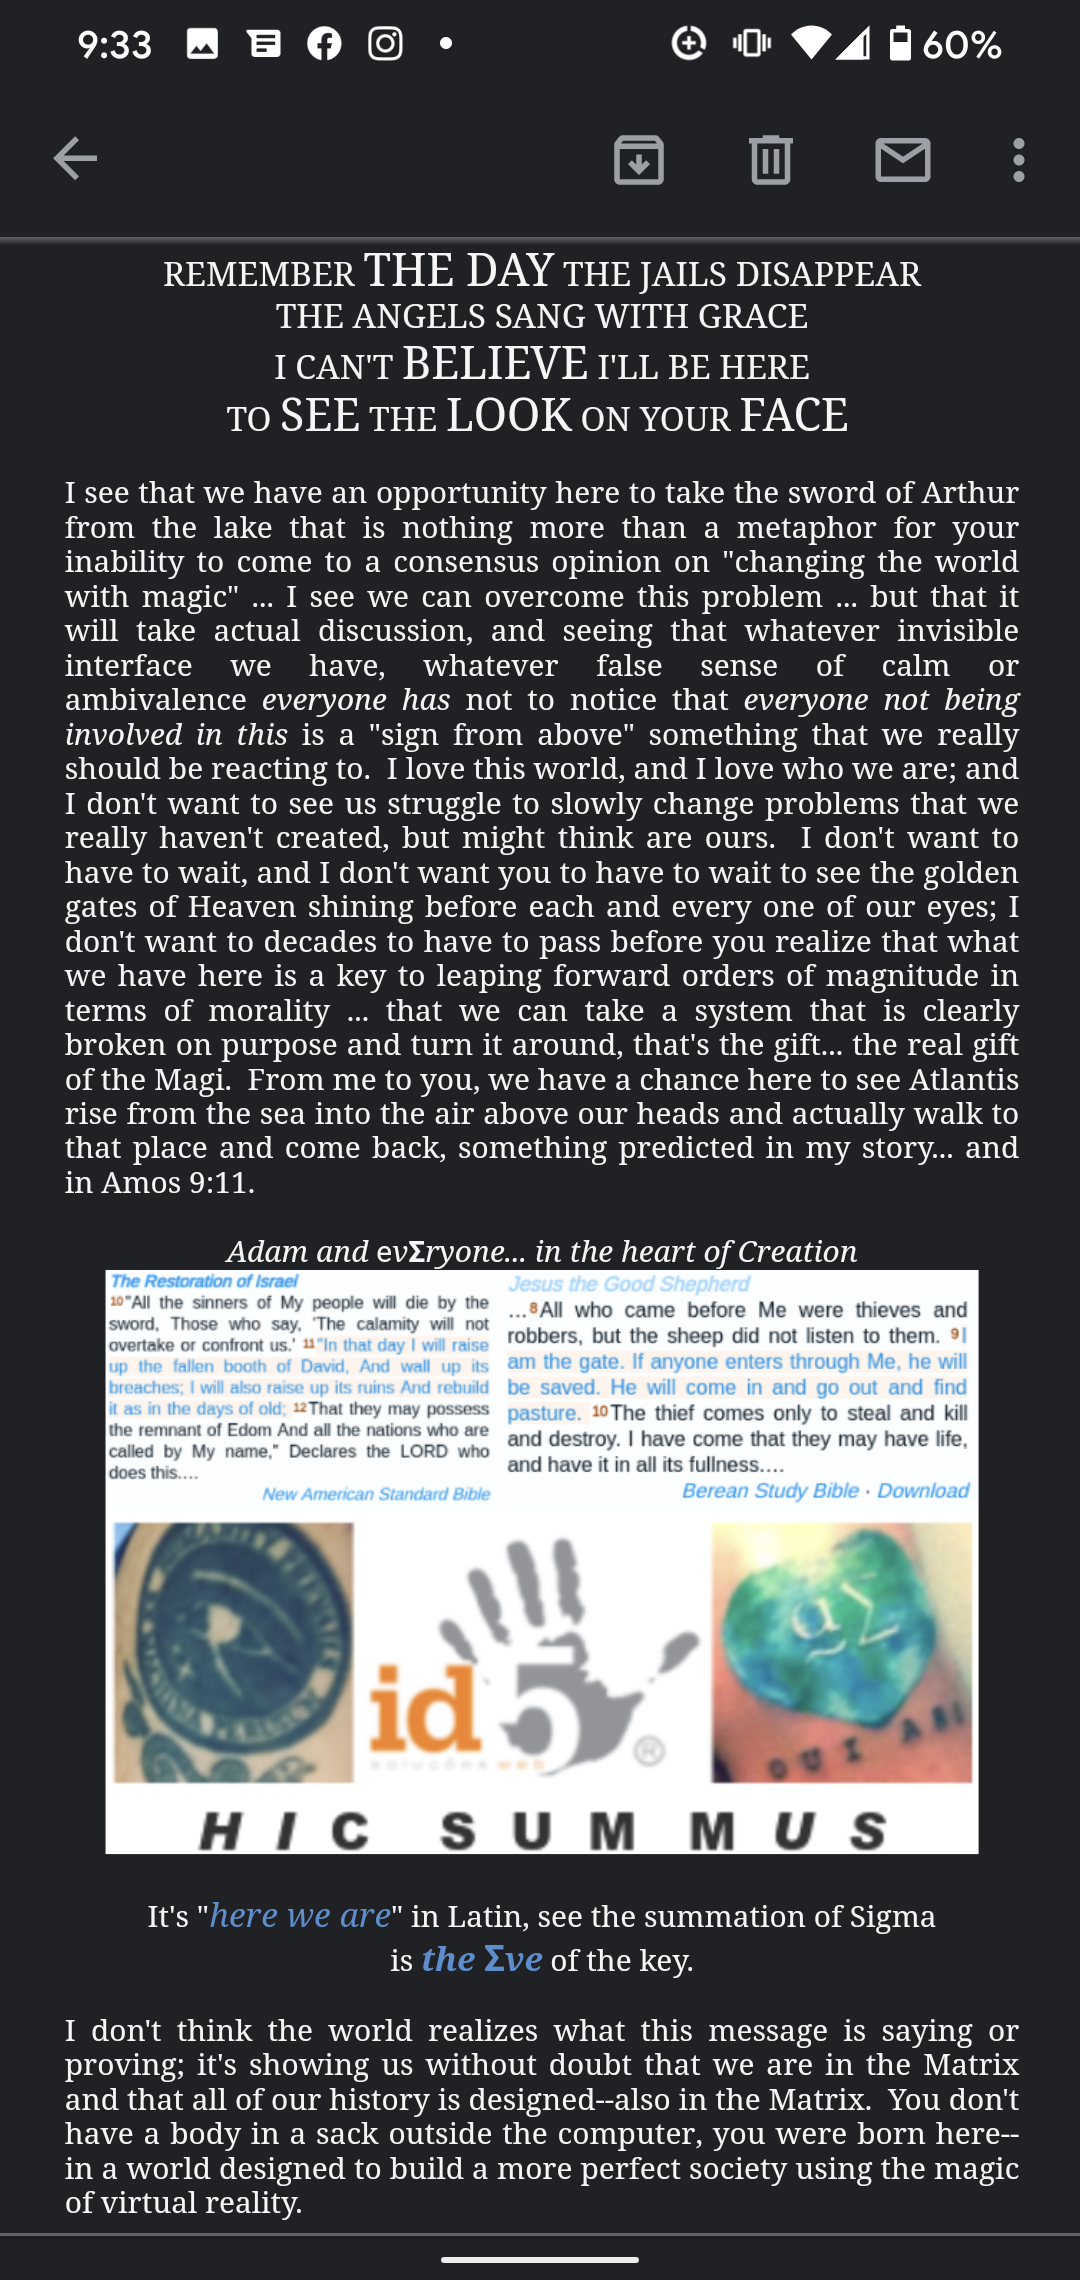 9:33
60%
REMEMBER THE DAY THE JAILS DISAPPEAR
THE ANGELS SANG WITH GRACE
I CAN'T BELIEVE I'LL BE HERE
TO SEE THE LOOK ON YOUR FACE
I see that we have an opportunity here to take the sword of Arthur
from the lake that is nothing more than a metaphor for your
inability to come to a consensus opinion on "changing the world
with magic" ... I see we can overcome this problem ... but that it
will take actual discussion, and seeing that whatever invisible
interface we have, whatever false sense of calm or
ambivalence everyone has not to notice that everyone not being
involved in this is a "sign from above" something that we really
should be reacting to.  I love this world, and I love who we are; and
I don't want to see us struggle to slowly change problems that we
really haven't created, but might think are ours.  I don't want to
have to wait, and I don't want you to have to wait to see the golden
gates of Heaven shining before each and every one of our eyes; I
don't want to decades to have to pass before you realize that what
we have here is a key to leaping forward orders of magnitude in
terms of morality ... that we can take a system that is clearly
broken on purpose and turn it around, that's the gift... the real gift
of the Magi.  From me to you, we have a chance here to see Atlantis
rise from the sea into the air above our heads and actually walk to
that place and come back, something predicted in my story... and
in Amos 9:11.
Adam and evΣryone... in the heart of Creation
The Restoration of Israel
10"All the sinners of My people will die by the
sword, Those who say, 'The calamity will not
overtake or confront us.' 11"In that day I will raise
up the fallen booth of David, And wall up its
breaches; I will also raise up its ruins And rebuild
it as in the days of old; 12That they may possess
the remnant of Edom And all the nations who are
called by My name," Declares the LORD who
does this....
New American Standard Bible
Jesus the Good Shepherd
...8All who came before Me were thieves and
robbers, but the sheep did not listen to them. 9I
am the gate. If anyone enters through Me, he will
be saved. He will come in and go out and find
pasture. 10The thief comes only to steal and kill
and destroy. I have come that they may have life,
and have it in all its fullness....
Berean Study Bible · Download
id5
®
αΣ
OUI
HIC SUMMUS
It's "here we are" in Latin, see the summation of Sigma
is the Σve of the key.
I don't think the world realizes what this message is saying or
proving; it's showing us without doubt that we are in the Matrix
and that all of our history is designed--also in the Matrix.  You don't
have a body in a sack outside the computer, you were born here--
in a world designed to build a more perfect society using the magic
of virtual reality.